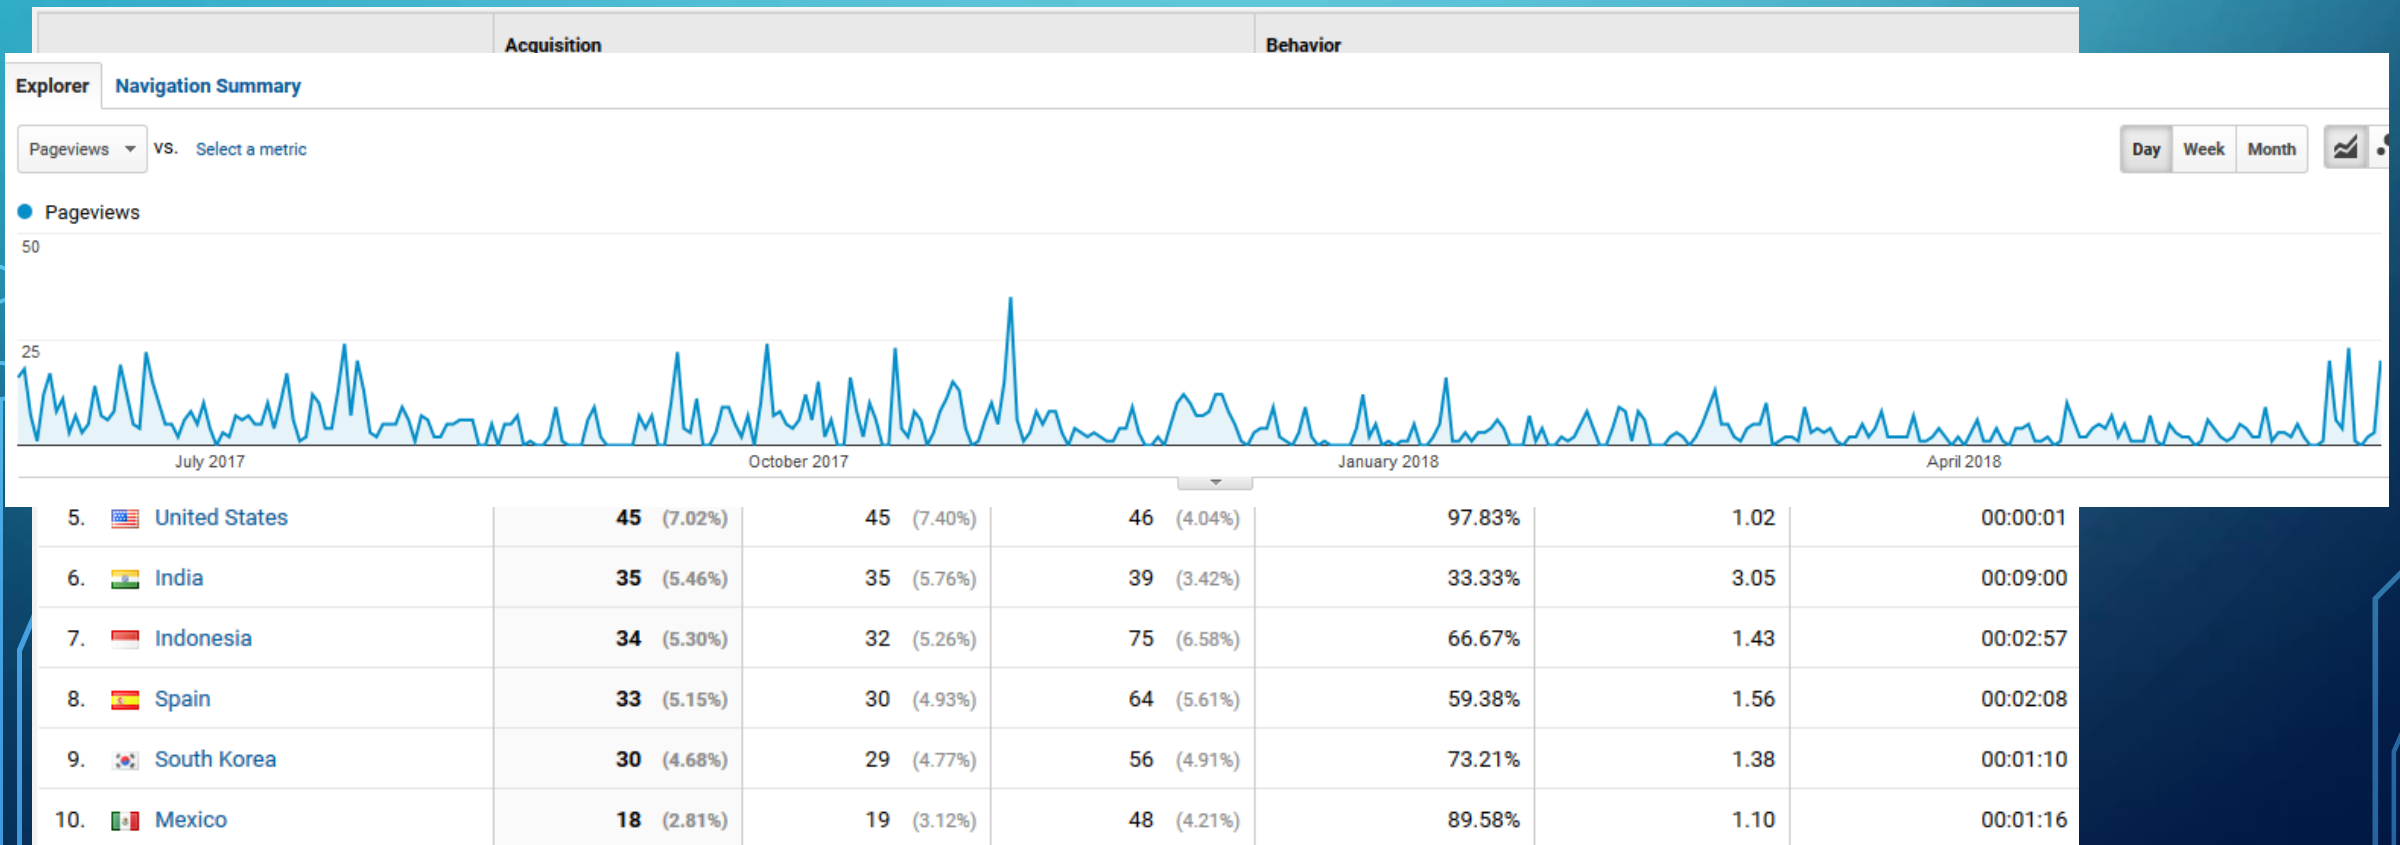 Acquisition Behavior
Explorer Navigation Summary
Pageviews VS. Select a metric Day Week Month
Pageviews
50
25
July 2017 October 2017 January 2018 April 2018
5. United States 45 (7.02%) 45 (7.40%) 46 (4.04%) 97.83% 1.02 00:00:01
6. India 35 (5.46%) 35 (5.76%) 39 (3.42%) 33.33% 3.05 00:09:00
7. Indonesia 34 (5.30%) 32 (5.26%) 75 (6.58%) 66.67% 1.43 00:02:57
8. Spain 33 (5.15%) 30 (4.93%) 64 (5.61%) 59.38% 1.56 00:02:08
9. South Korea 30 (4.68%) 29 (4.77%) 56 (4.91%) 73.21% 1.38 00:01:10
10. Mexico 18 (2.81%) 19 (3.12%) 48 (4.21%) 89.58% 1.10 00:01:16